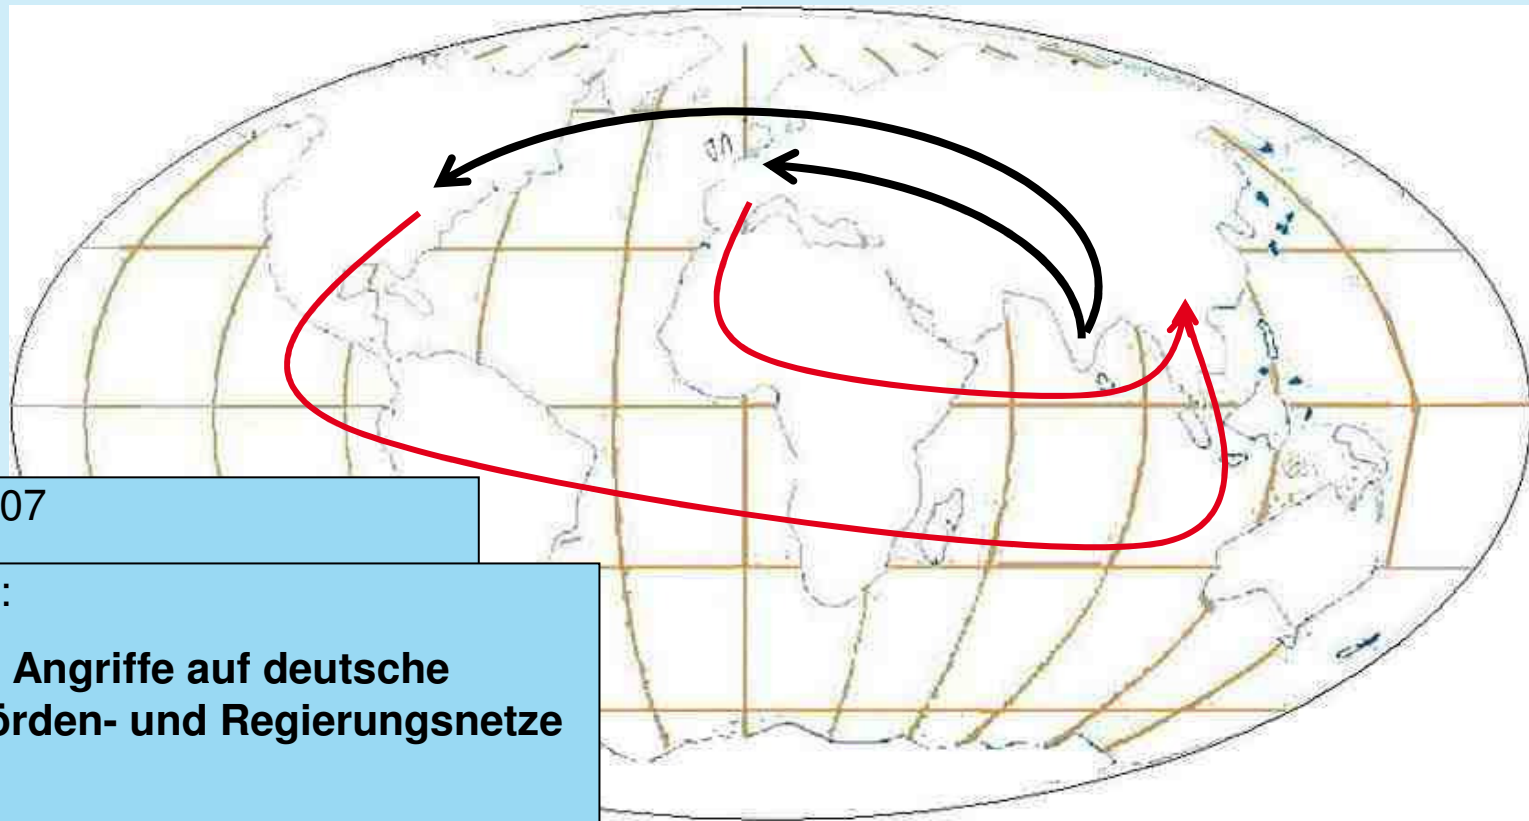 07
:
Angriffe auf deutsche
örden- und Regierungsnetze